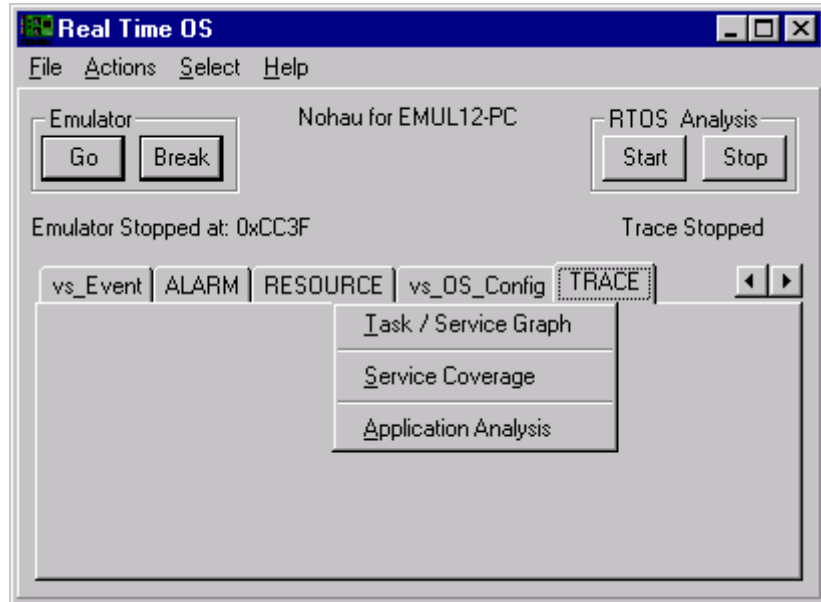 Real Time OS
File Actions Select Help
Emulator
Go Break
Nohau for EMUL12-PC
RTOS Analysis
Start Stop
Emulator Stopped at: 0xCC3F
Trace Stopped
vs_Event ALARM RESOURCE vs_OS_Config TRACE
Task / Service Graph
Service Coverage
Application Analysis